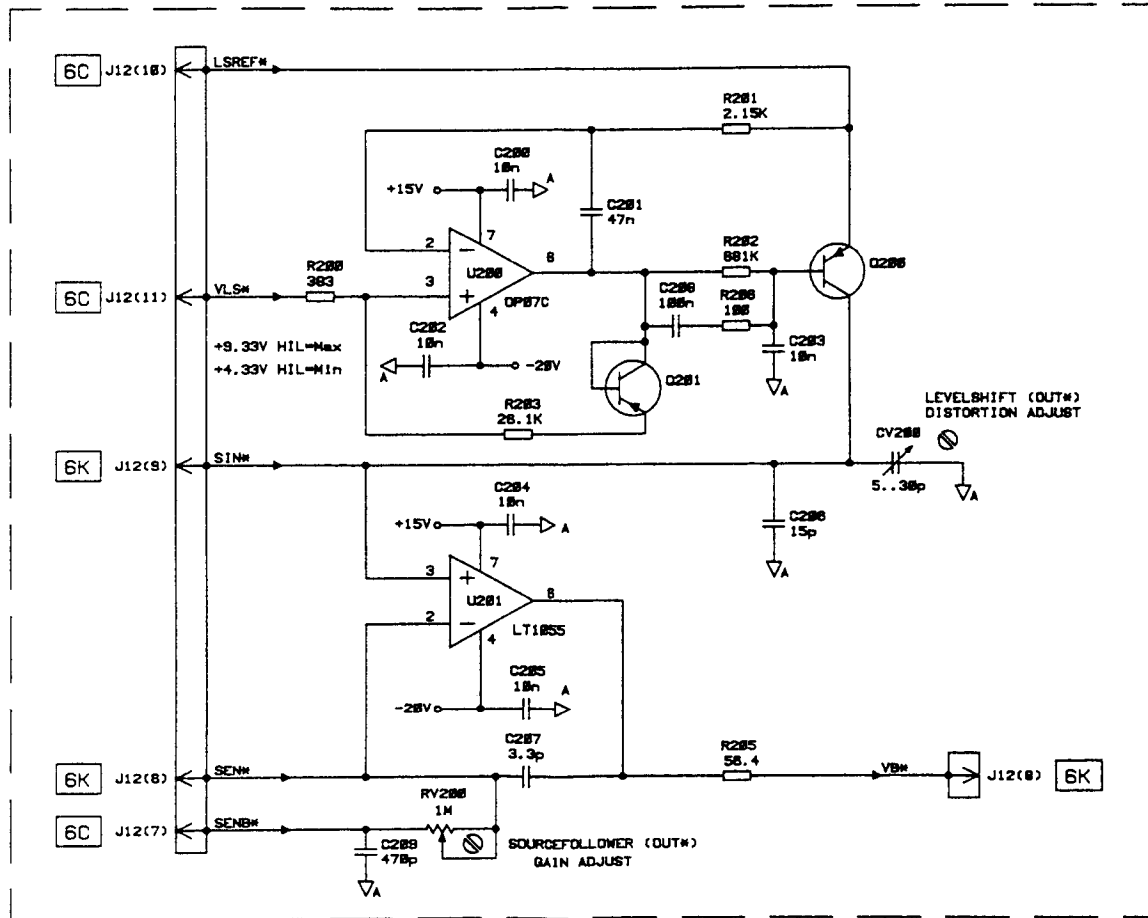 6C J12(10) LSREF*
R201
2.15K
C200
10n
A
+15V
C201
47n
7
2
6
R202
681K
Q200
U200
R200
383
3
6C J12(11) VLS*
OP07C
C208
100n
R206
100
4
C202
10n
C203
10n
+9.33V HIL=Max
-20V
A
+4.33V HIL=Min
A
Q201
R203
26.1K
LEVELSHIFT (OUT*)
DISTORTION ADJUST
CV200
6K J12(9) SIN*
5..30p
A
C204
10n
+15V
A
C206
15p
7
3
6
U201
A
2
LT1055
4
C205
10n
A
-20V
C207
3.3p
R205
56.4
6K J12(8) SEN*
VB*
J12(6) 6K
RV200
1M
6C J12(7) SENB*
C209
470p
SOURCEFOLLOWER (OUT*)
GAIN ADJUST
A